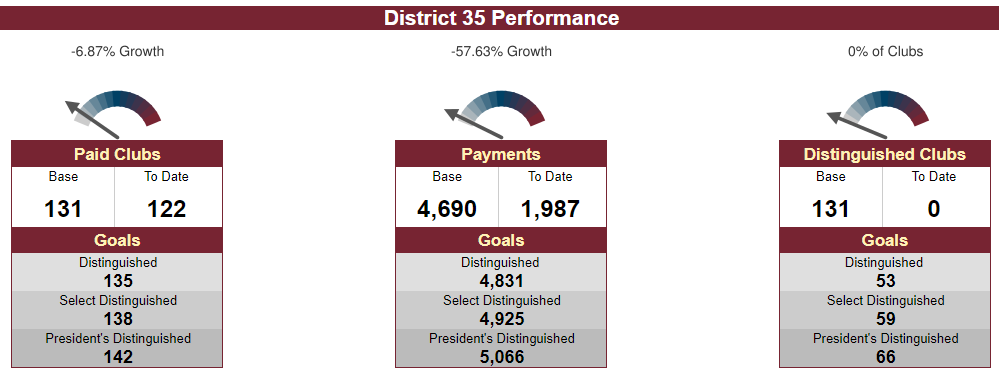 District 35 Performance
-6.87% Growth
-57.63% Growth
0% of Clubs
Paid Clubs
Base To Date
131 122
Goals
Distinguished
135
Select Distinguished
138
President's Distinguished
142
Payments
Base To Date
4,690 1,987
Goals
Distinguished
4,831
Select Distinguished
4,925
President's Distinguished
5,066
Distinguished Clubs
Base To Date
131 0
Goals
Distinguished
53
Select Distinguished
59
President's Distinguished
66